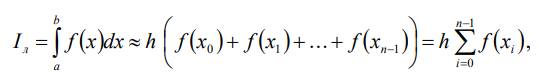 I_л = ∫_a^b f(x)dx ≈ h ( f(x_0) + f(x_1) + ... + f(x_{n-1}) ) = h ∑_{i=0}^{n-1} f(x_i),